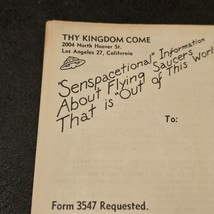 THY KINGDOM COME
2004 North Hoover St.
Los Angeles 27, California
"Senspacetional" Information
About Flying Saucers
That is "Out of This World
To:
Form 3547 Requested.